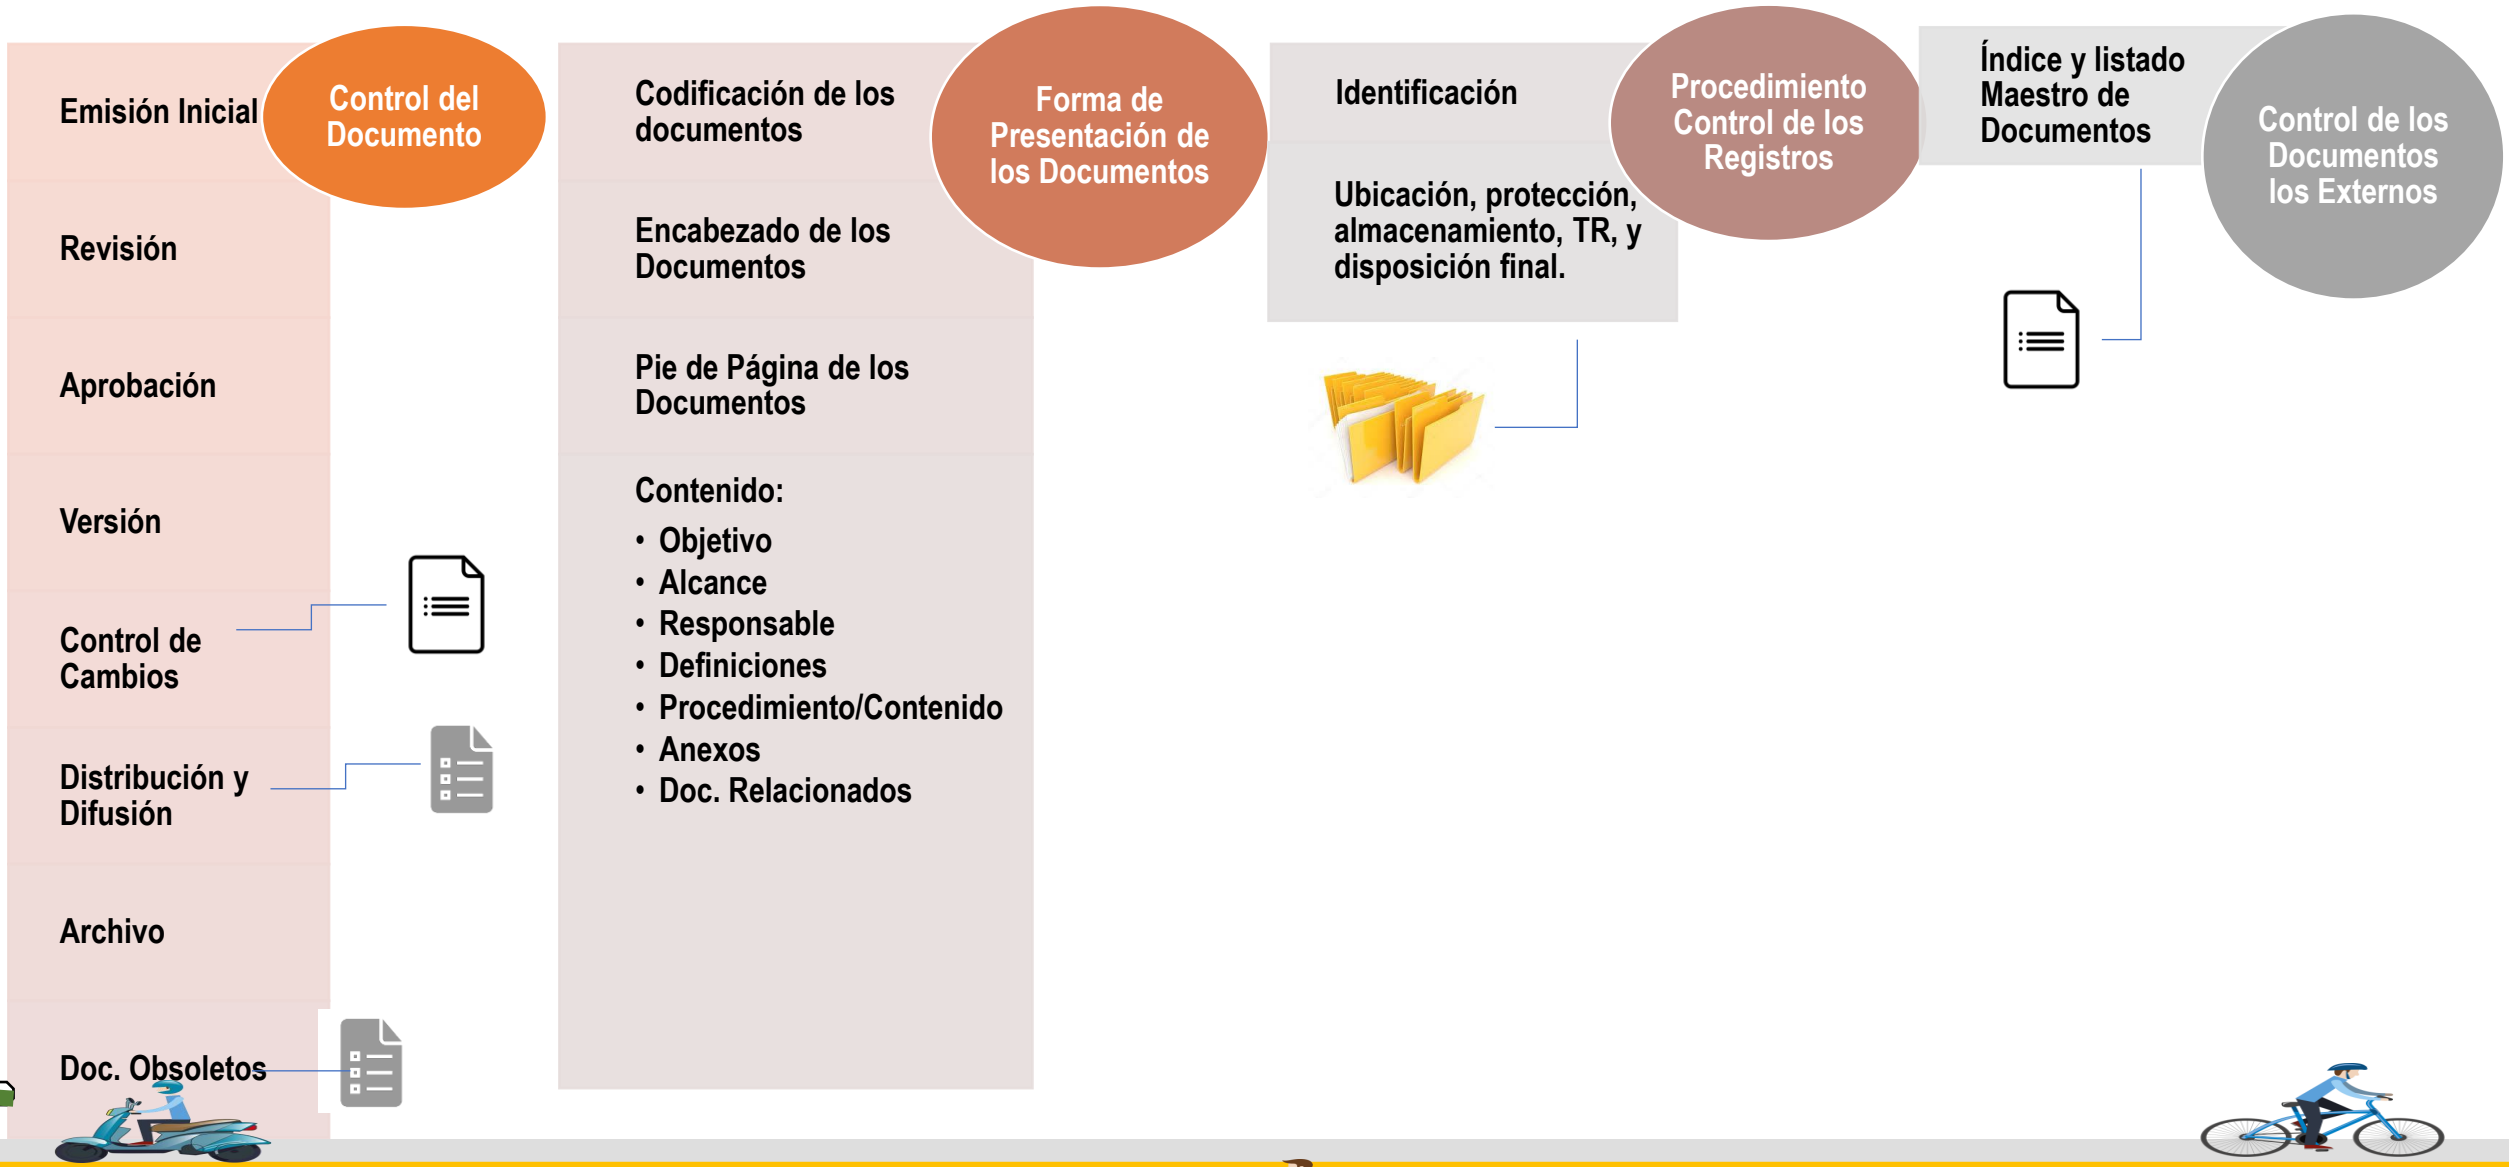 Control del
Documento
Emisión Inicial
Revisión
Aprobación
Versión
Control de
Cambios
Distribución y
Difusión
Archivo
Doc. Obsoletos
Forma de
Presentación de
los Documentos
Codificación de los
documentos
Encabezado de los
Documentos
Pie de Página de los
Documentos
Contenido:
• Objetivo
• Alcance
• Responsable
• Definiciones
• Procedimiento/Contenido
• Anexos
• Doc. Relacionados
Procedimiento
Control de los
Registros
Identificación
Ubicación, protección,
almacenamiento, TR, y
disposición final.
Control de los
Documentos
los Externos
Índice y listado
Maestro de
Documentos